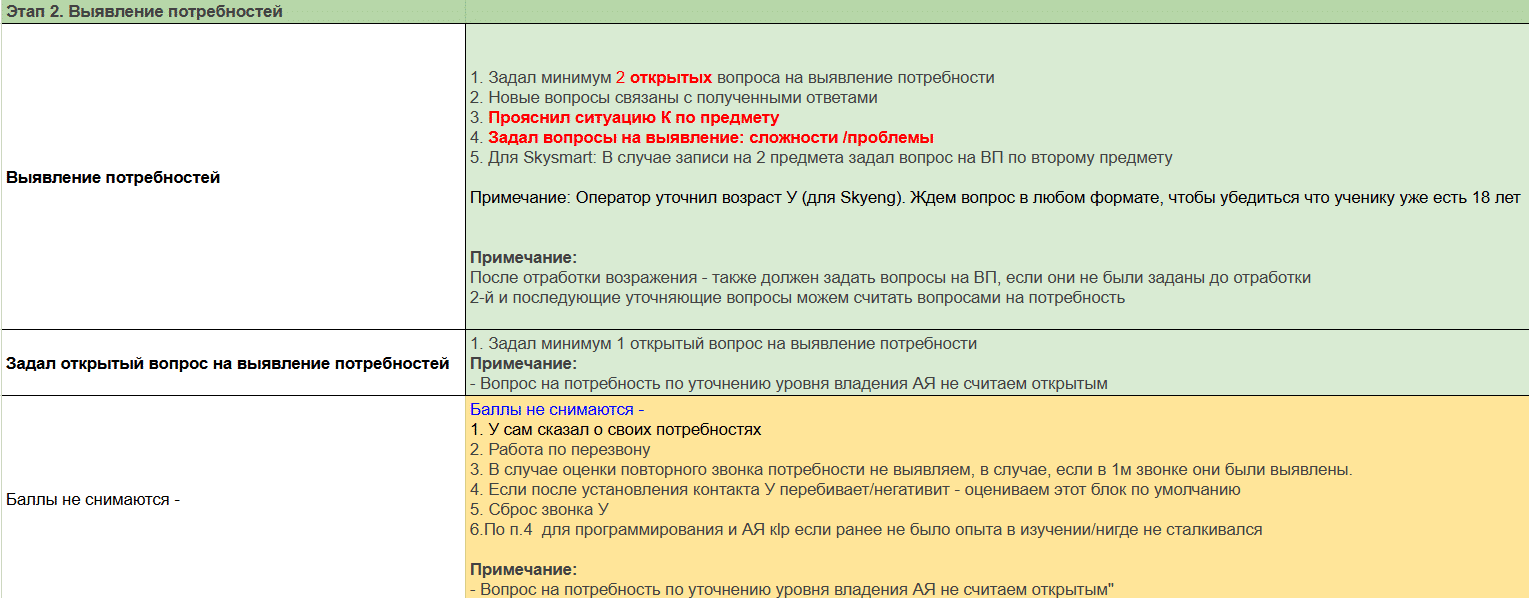 Этап 2. Выявление потребностей
Выявление потребностей
1. Задал минимум 2 открытых вопроса на выявление потребности
2. Новые вопросы связаны с полученными ответами
3. Прояснил ситуацию К по предмету
4. Задал вопросы на выявление: сложности /проблемы
5. Для Skysmart: В случае записи на 2 предмета задал вопрос на ВП по второму предмету
Примечание: Оператор уточнил возраст У (для Skyeng). Ждем вопрос в любом формате, чтобы убедиться что ученику уже есть 18 лет
Примечание:
После отработки возражения - также должен задать вопросы на ВП, если они не были заданы до отработки
2-й и последующие уточняющие вопросы можем считать вопросами на потребность
Задал открытый вопрос на выявление потребностей
1. Задал минимум 1 открытый вопрос на выявление потребности
Примечание:
- Вопрос на потребность по уточнению уровня владения АЯ не считаем открытым
Баллы не снимаются -
Баллы не снимаются -
1. У сам сказал о своих потребностях
2. Работа по перезвону
3. В случае оценки повторного звонка потребности не выявляем, в случае, если в 1м звонке они были выявлены.
4. Если после установления контакта У перебивает/негативит - оцениваем этот блок по умолчанию
5. Сброс звонка У
6.По п.4 для программирования и АЯ кlp если ранее не было опыта в изучении/нигде не сталкивался
Примечание:
- Вопрос на потребность по уточнению уровня владения АЯ не считаем открытым"